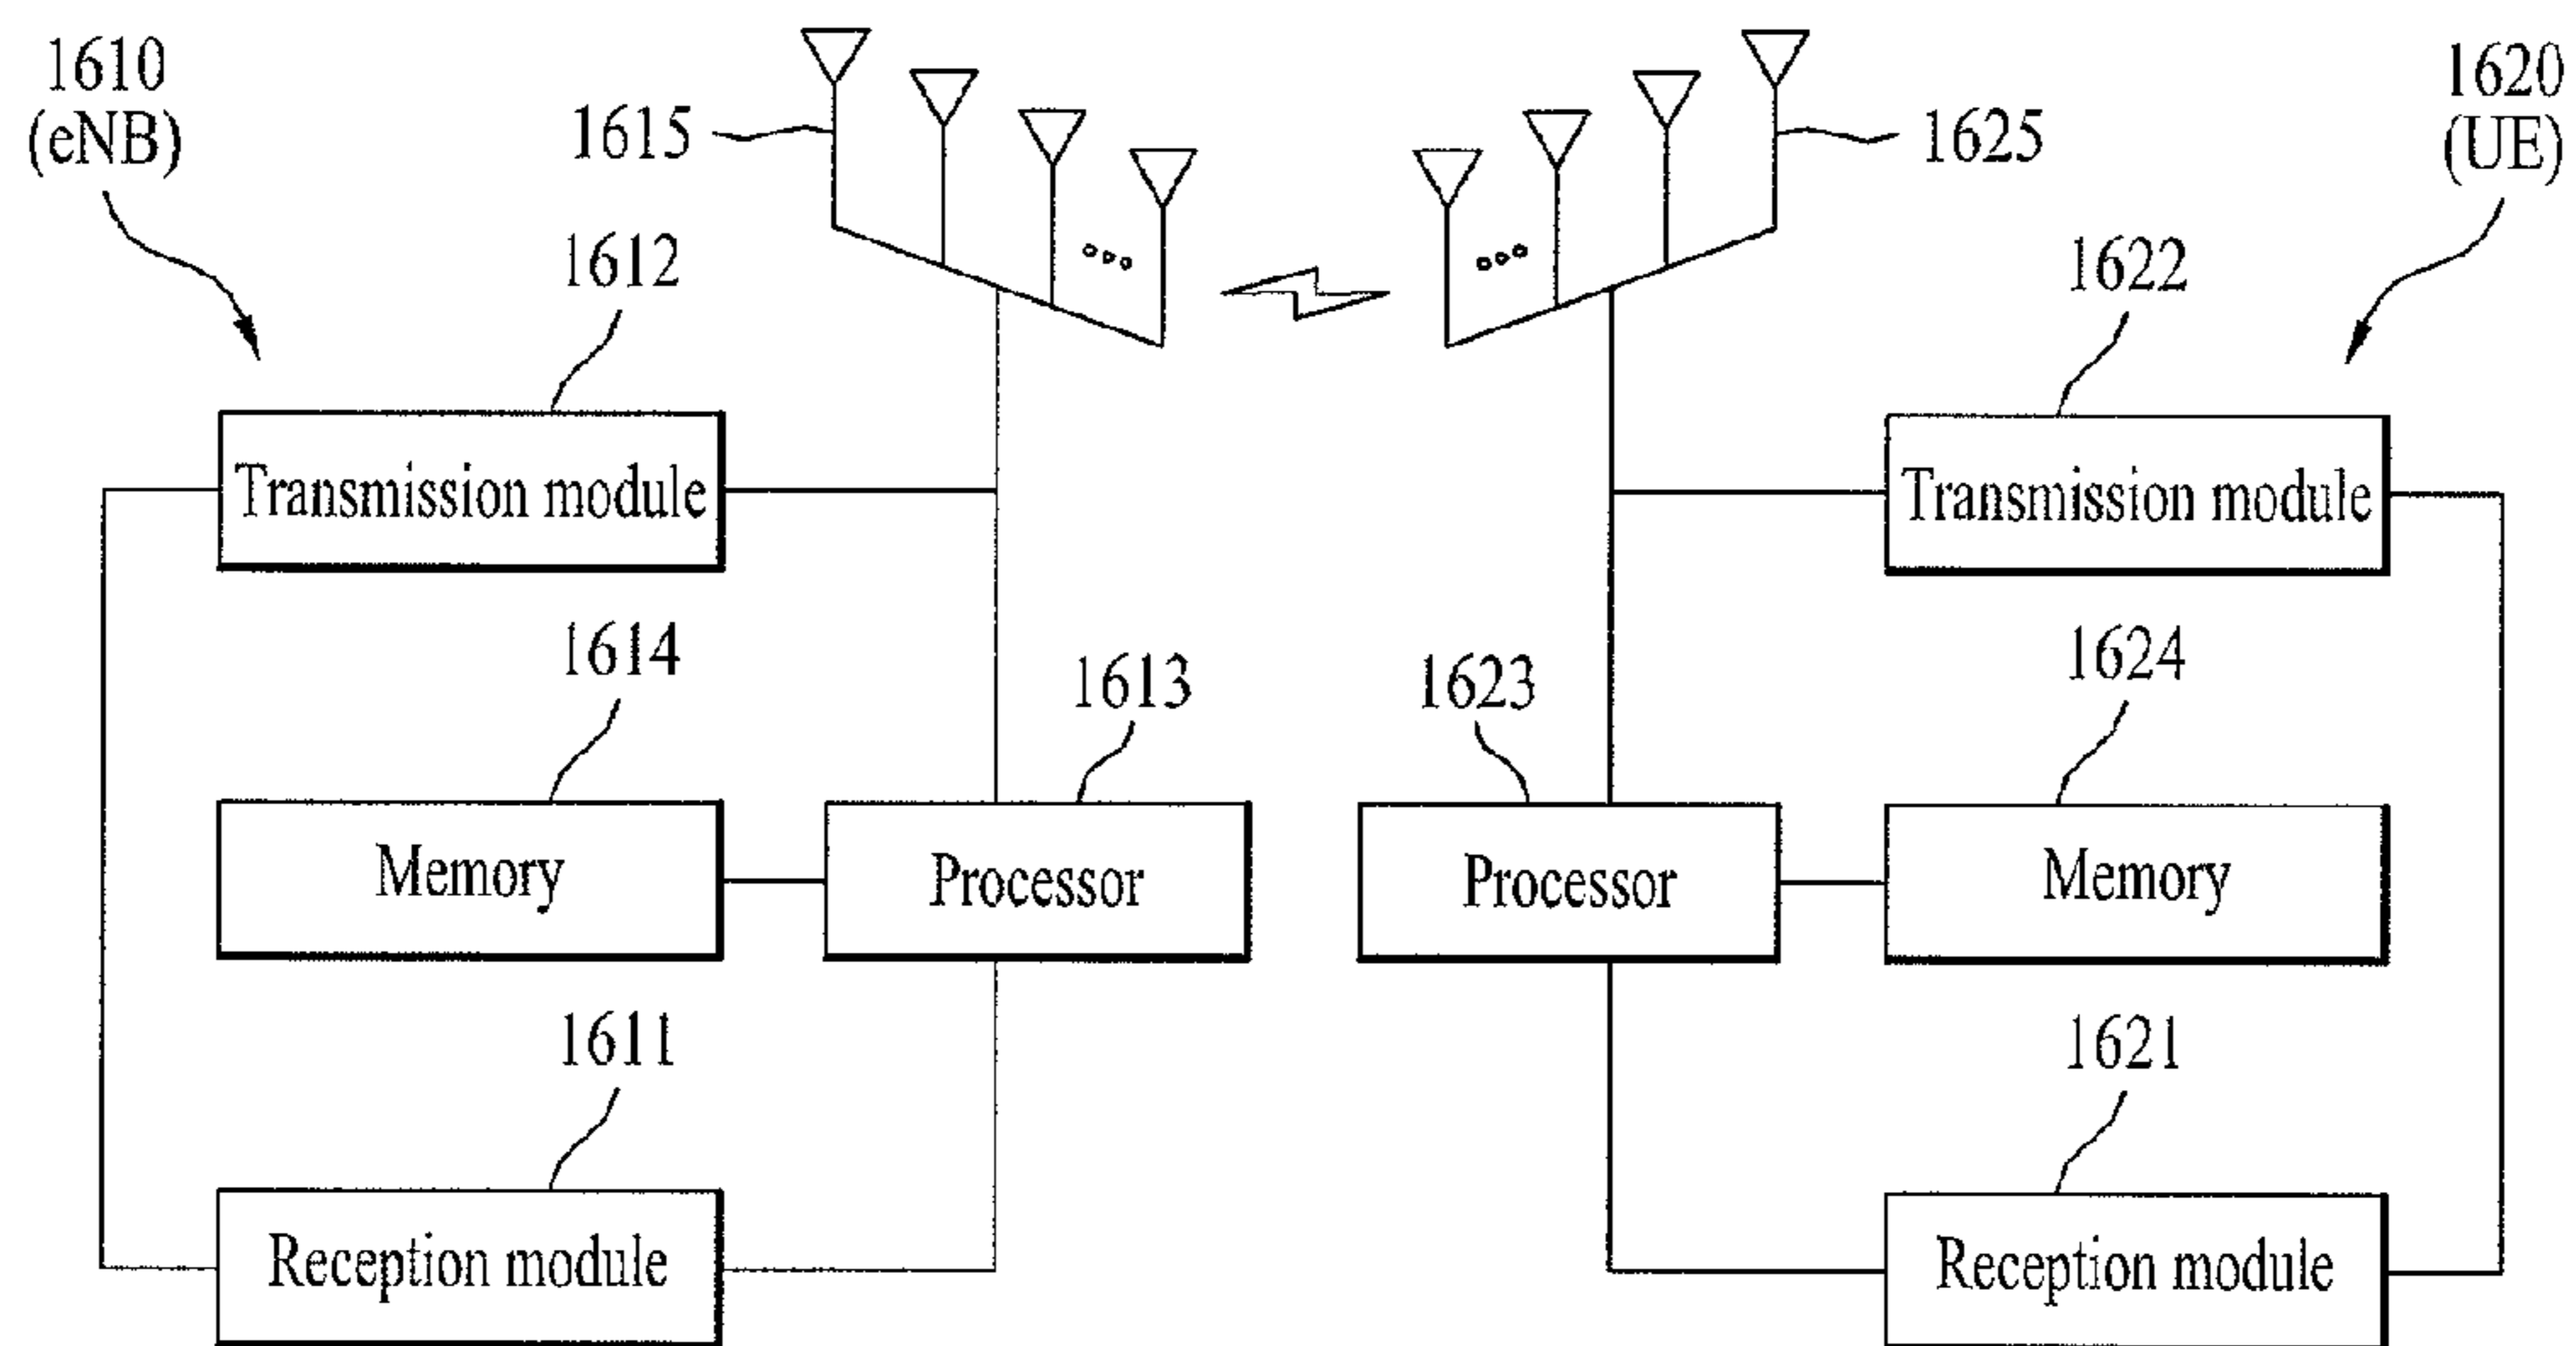 1610
(eNB)
1615
1625
1620
(UE)
1612
1622
Transmission module
Transmission module
1614
1613
1623
1624
Memory
Processor
Processor
Memory
1611
1621
Reception module
Reception module